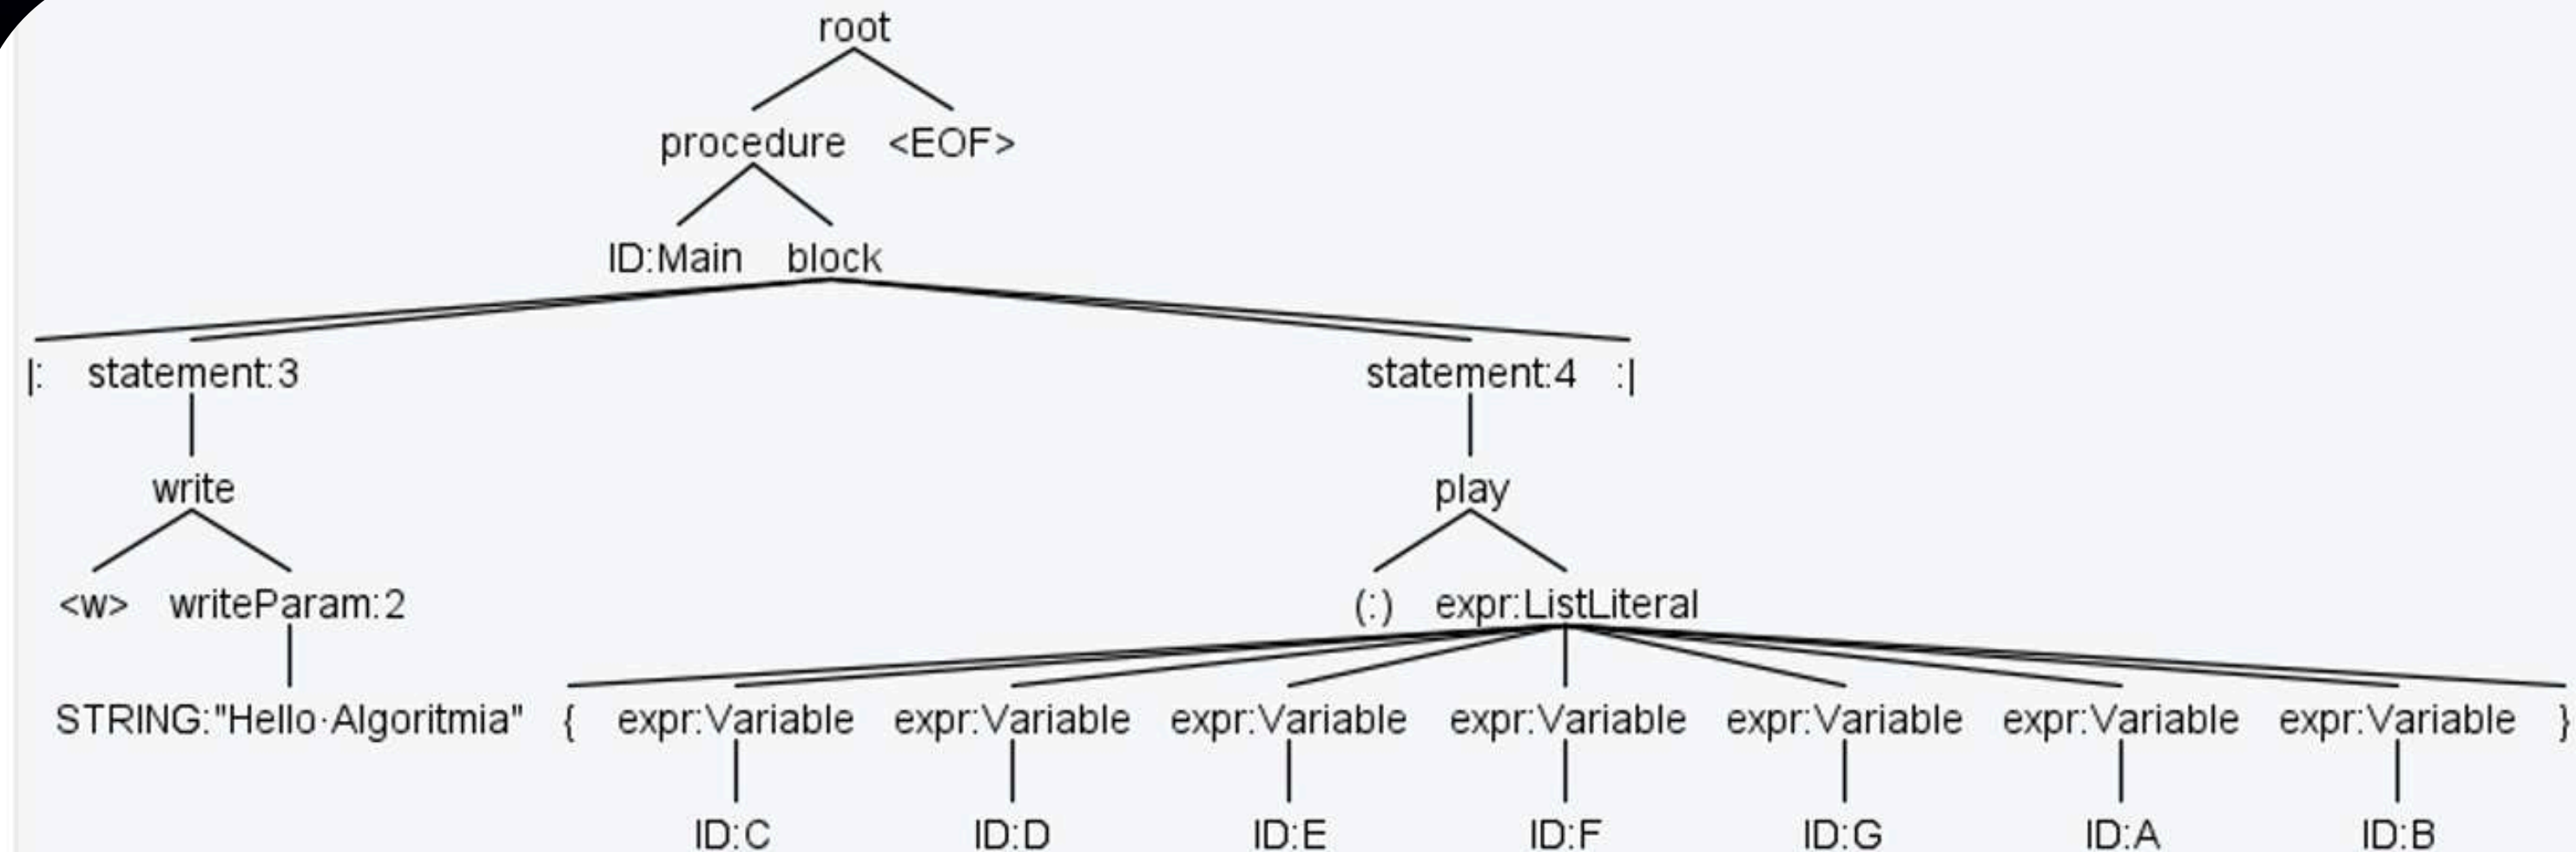 root
procedure <EOF>
ID:Main block
|: statement:3 statement:4 :|
write play
<w> writeParam:2 (:) expr:ListLiteral
STRING:"Hello·Algoritmia" { expr:Variable expr:Variable expr:Variable expr:Variable expr:Variable expr:Variable expr:Variable }
ID:C ID:D ID:E ID:F ID:G ID:A ID:B